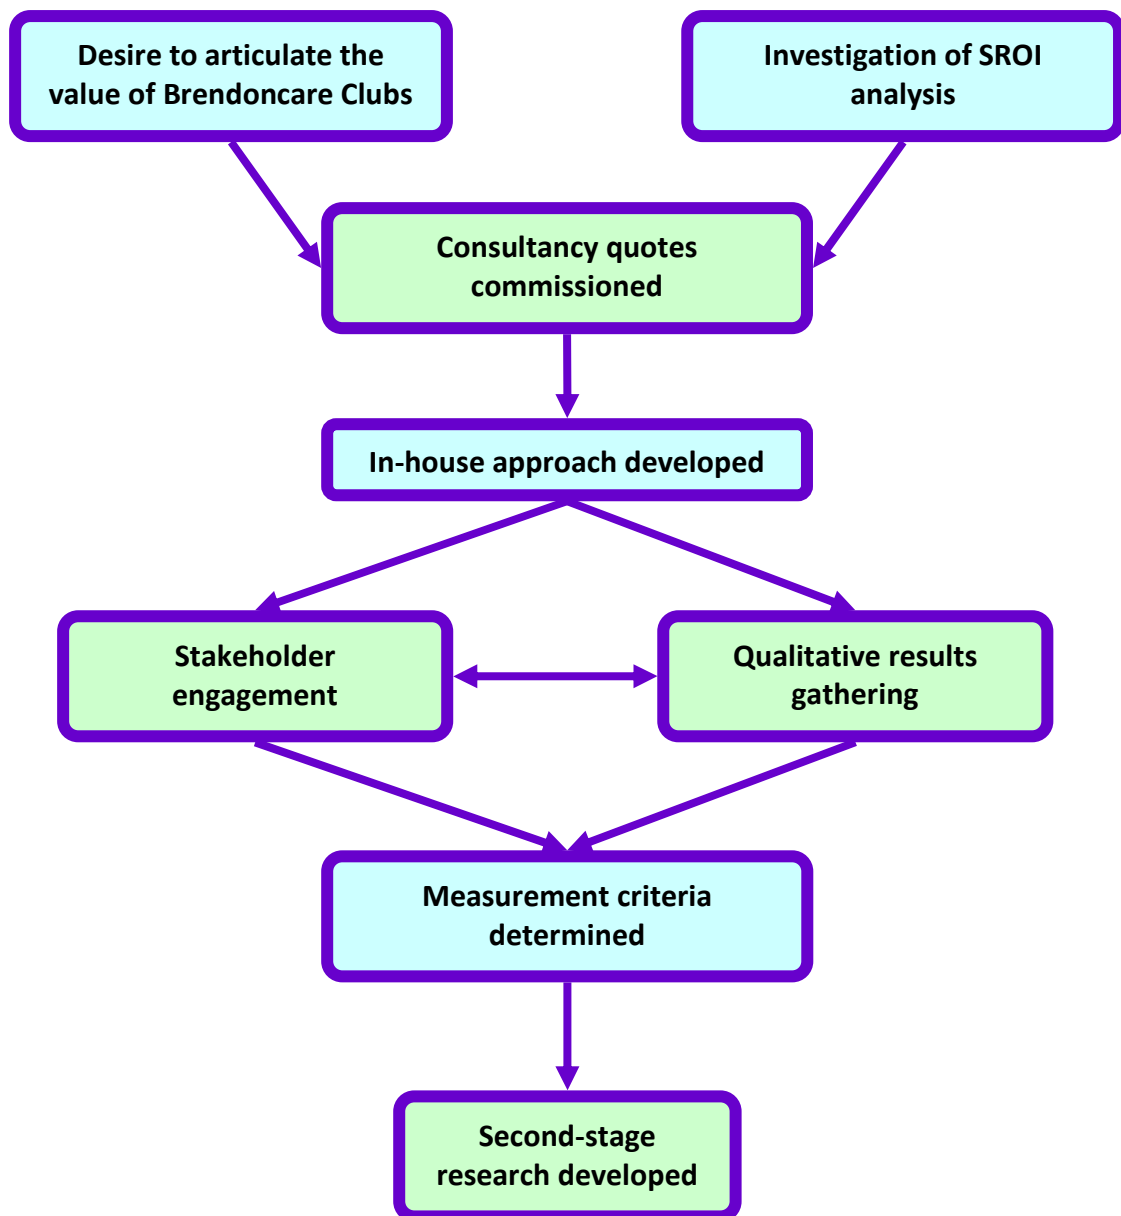 Desire to articulate the
value of Brendoncare Clubs
Investigation of SROI
analysis
Consultancy quotes
commissioned
In-house approach developed
Stakeholder
engagement
Qualitative results
gathering
Measurement criteria
determined
Second-stage
research developed